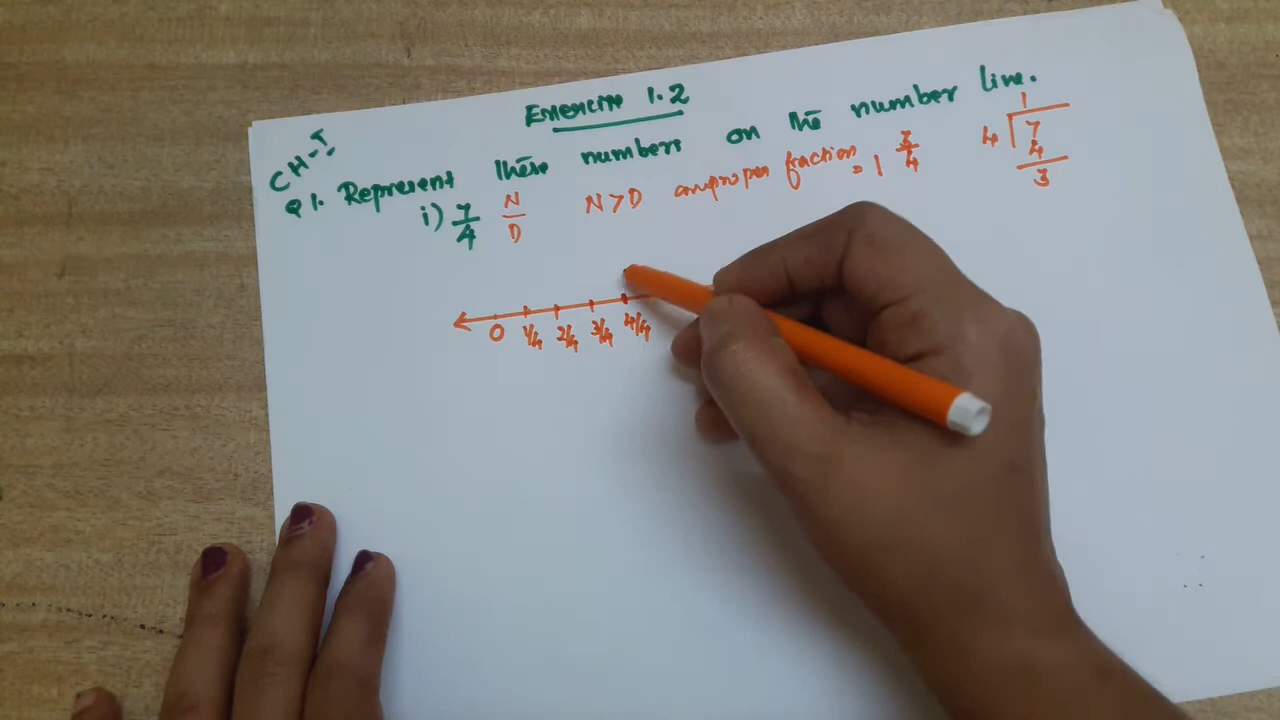 Exercise 1.2
CH-I
Q1. Represent these numbers on the number line.
i) 7/4 N/D N>D improper fraction = 1 3/4
1
4 7
4
3
0 1/4 2/4 3/4 4/4